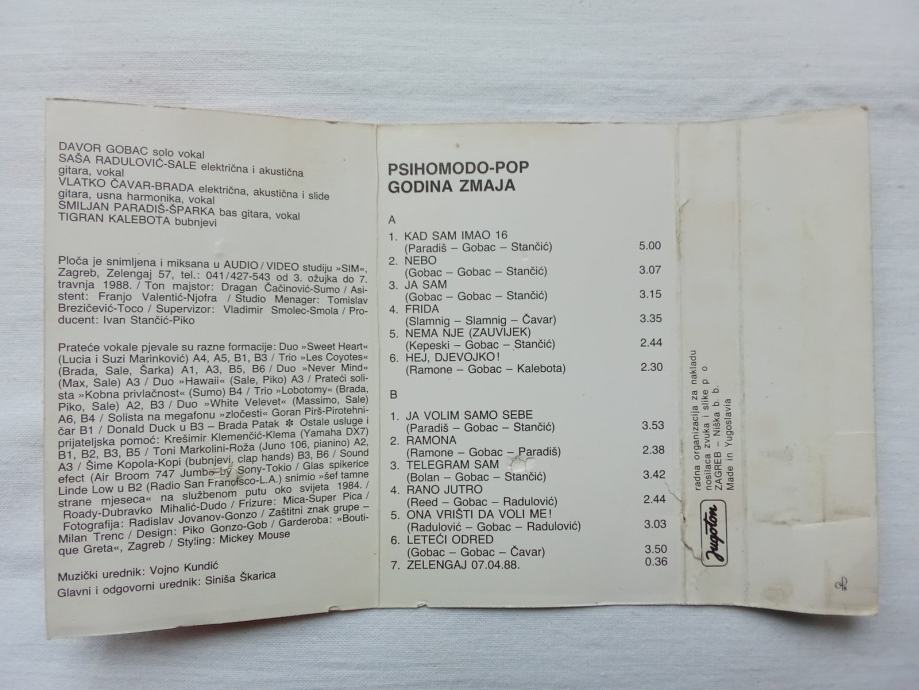 DAVOR GOBAC solo vokal
SAŠA RADULOVIĆ-SALE električna i akustična
gitara, vokal
VLATKO ČAVAR-BRADA električna, akustična i slide
gitara, usna harmonika, vokal
SMILJAN PARADIŠ-ŠPARKA bas gitara, vokal
TIGRAN KALEBOTA bubnjevi
Ploča je snimljena i miksana u AUDIO/VIDEO studiju »SIM«,
Zagreb, Zelengaj 57, tel.: 041/427-543 od 3. ožujka do 7.
travnja 1988. / Ton majstor: Dragan Čačinović-Sumo / Asi-
stent: Franjo Valentić-Njofra / Studio Menager: Tomislav
Brezičević-Toco / Supervizor: Vladimir Smolec-Smola / Pro-
ducent: Ivan Stančić-Piko
Prateće vokale pjevale su razne formacije: Duo »Sweet Heart«
(Lucia i Suzi Marinković) A4, A5, B1, B3 / Trio »Les Coyotes«
(Brada, Sale, Šarka) A1, A3, B5, B6 / Duo »Never Mind«
(Max, Sale) A3 / Duo »Hawaii« (Sale, Piko) A3 / Prateći soli-
sta »Kobna privlačnost« (Sumo) B4 / Trio »Lobotomy« (Brada,
Piko, Sale) A2, B3 / Duo »White Velevet« (Massimo, Sale)
A6, B4 / Solista na megafonu »zločesti« Goran Pirš-Pirotehni-
čar B1 / Donald Duck u B3 – Brada Patak ✽ Ostale usluge i
prijateljska pomoć: Krešimir Klemenčić-Klema (Yamaha DX7)
B1, B2, B3, B5 / Toni Markolini-Roža (Juno 106, pianino) A2,
A3 / Šime Kopola-Kopi (bubnjevi, clap hands) B3, B6 / Sound
efect (Air Broom 747 Jumbo-by Sony-Tokio / Glas spikerice
Linde Low u B2 (Radio San Francisco-L.A.) snimio »šef tamne
strane mjeseca« na službenom putu oko svijeta 1984. /
Roady-Dubravko Mihalić-Dudo / Frizure: Mica-Super Pica /
Fotografija: Radislav Jovanov-Gonzo / Zaštitni znak grupe –
Milan Trenc / Design: Piko Gonzo-Gob / Garderoba: »Bouti-
que Greta«, Zagreb / Styling: Mickey Mouse
Muzički urednik: Vojno Kundić
Glavni i odgovorni urednik: Siniša Škarica
PSIHOMODO-POP
GODINA ZMAJA
A
1. KAD SAM IMAO 16
(Paradiš – Gobac – Stančić) 5.00
2. NEBO
(Gobac – Gobac – Stančić) 3.07
3. JA SAM
(Gobac – Gobac – Stančić) 3.15
4. FRIDA
(Slamnig – Slamnig – Čavar) 3.35
5. NEMA NJE (ZAUVIJEK)
(Kepeski – Gobac – Stančić) 2.44
6. HEJ, DJEVOJKO!
(Ramone – Gobac – Kalebota) 2.30
B
1. JA VOLIM SAMO SEBE
(Paradiš – Gobac – Stančić) 3.53
2. RAMONA
(Ramone – Gobac – Paradiš) 2.38
3. TELEGRAM SAM
(Bolan – Gobac – Stančić) 3.42
4. RANO JUTRO
(Reed – Gobac – Radulović) 2.44
5. ONA VRIŠTI DA VOLI ME!
(Radulović – Gobac – Radulović) 3.03
6. LETEĆI ODRED
(Gobac – Gobac – Čavar) 3.50
7. ZELENGAJ 07.04.88. 0.36
radna organizacija za nakladu
nosilaca zvuka i slike p. o
ZAGREB – Niška b. b.
Made in Yugoslavia
Jugoton